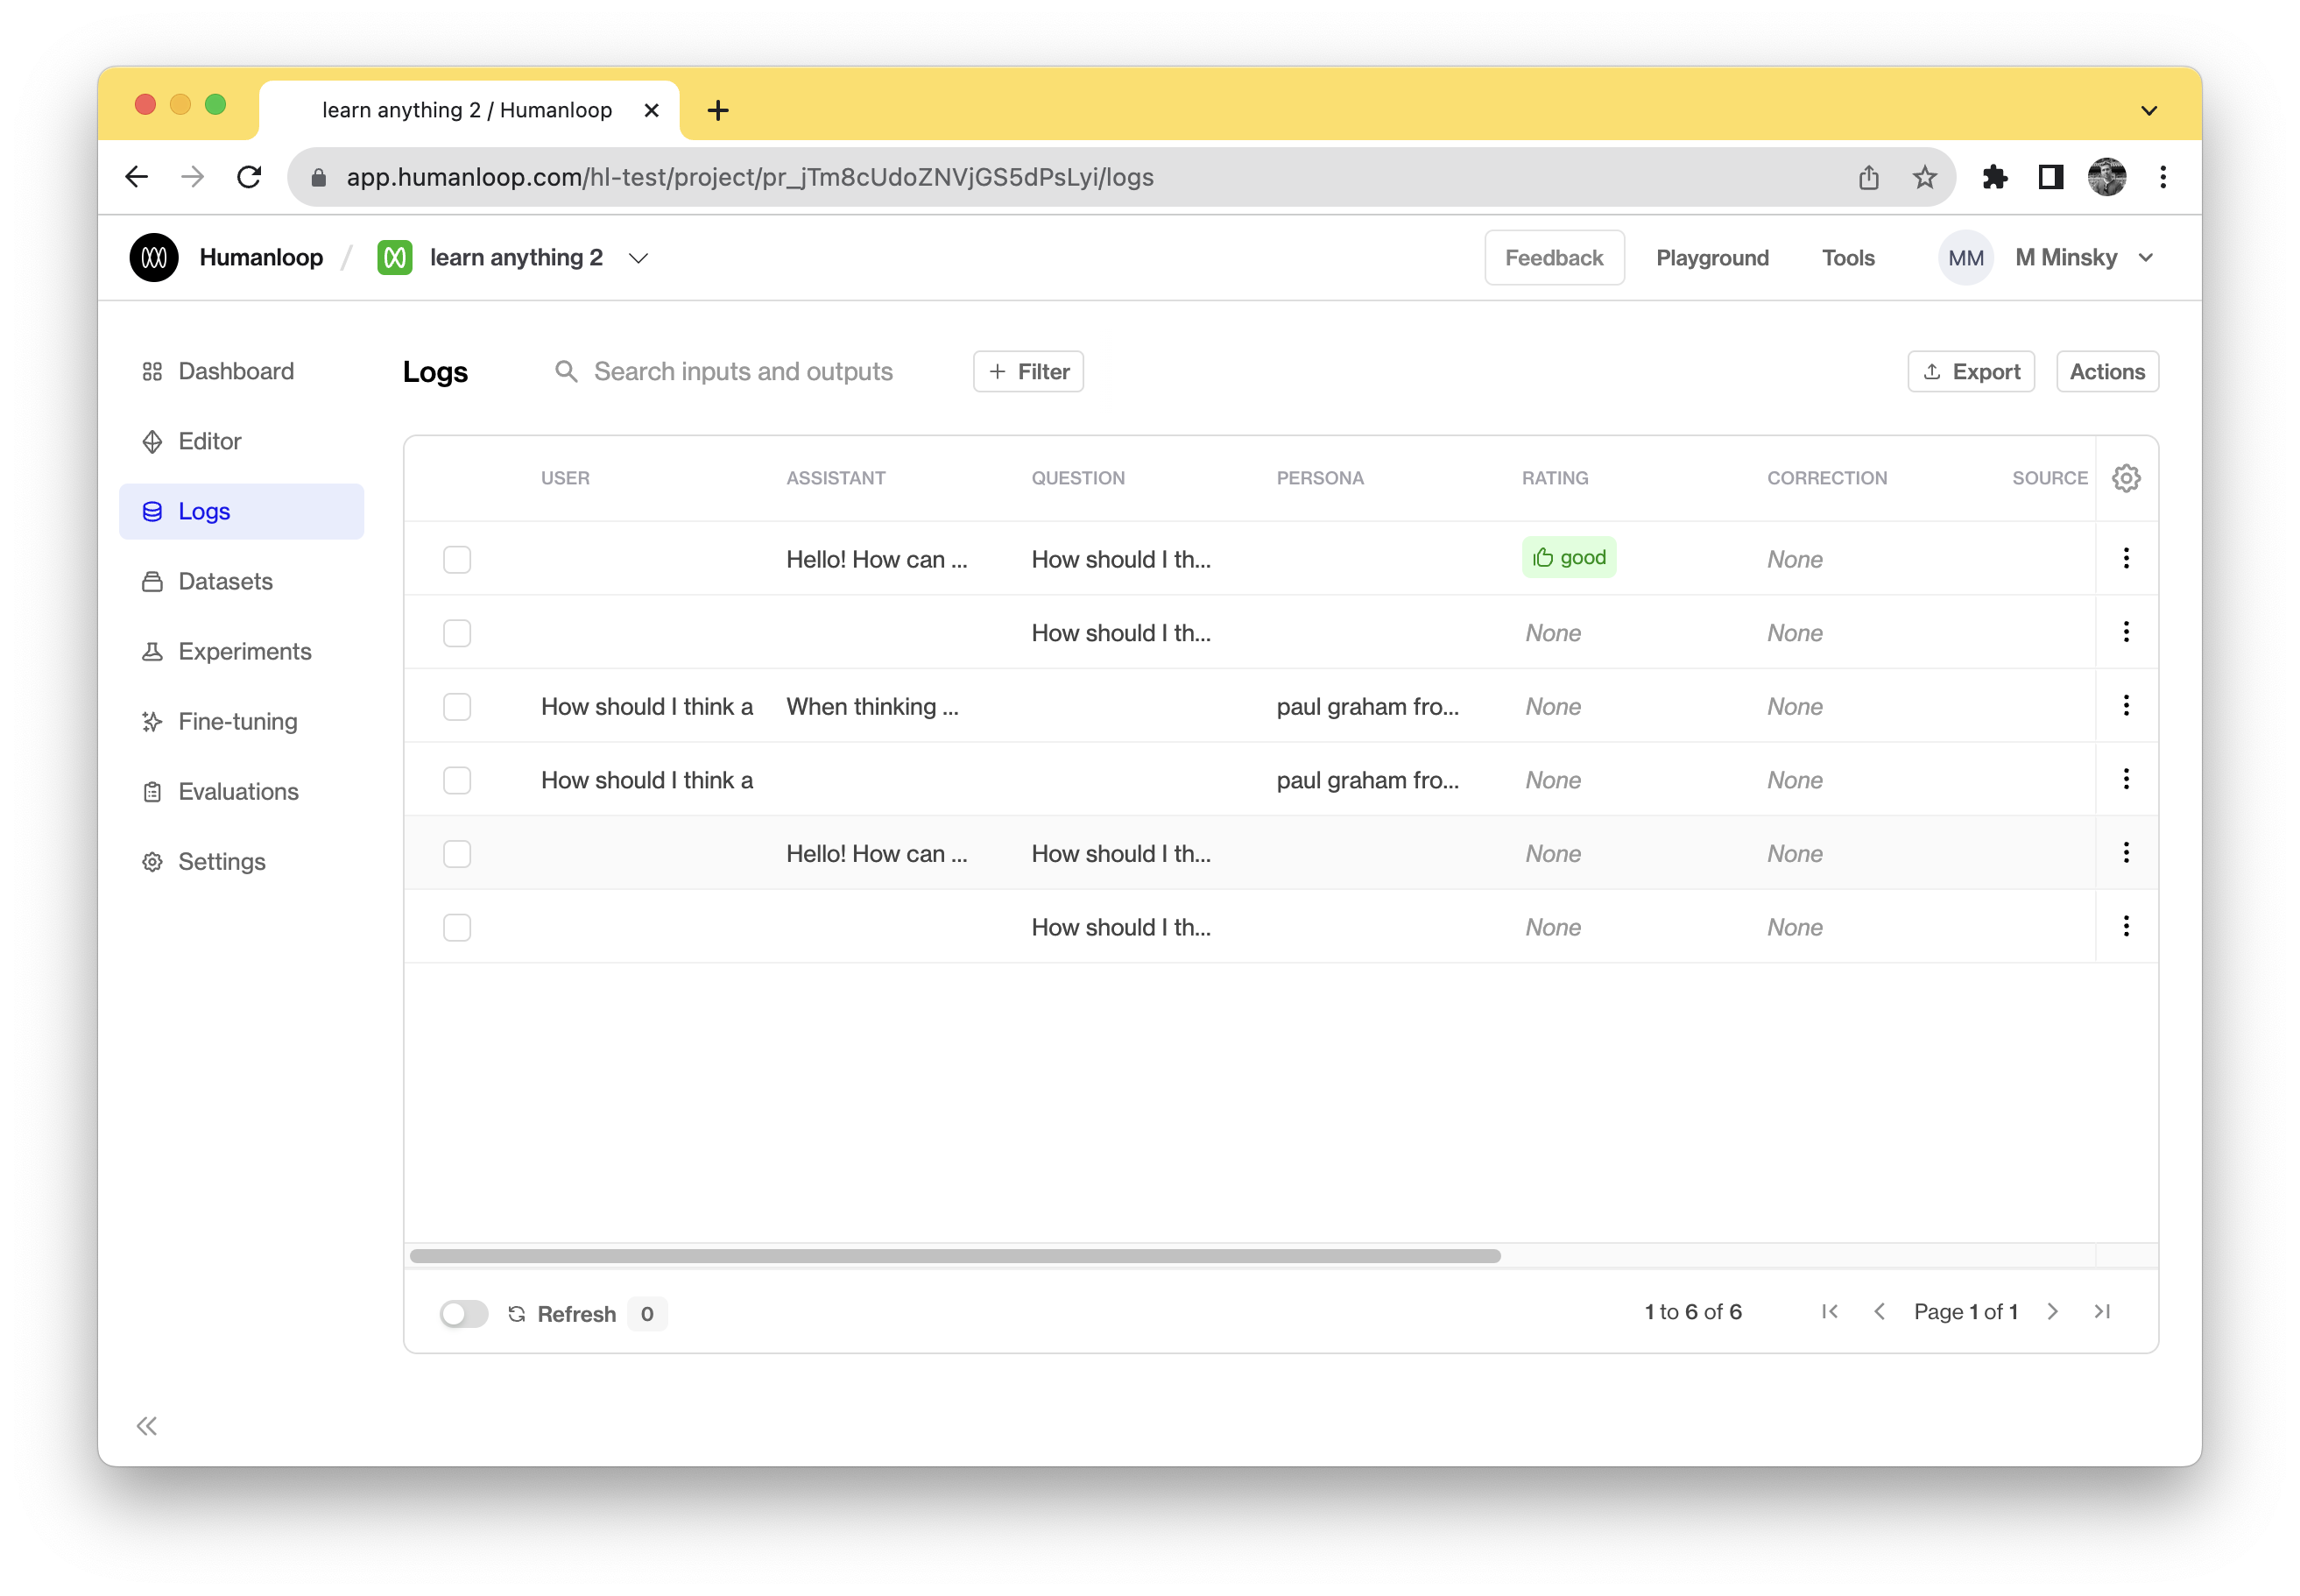 learn anything 2 / Humanloop
app.humanloop.com/hl-test/project/pr_jTm8cUdoZNVjGS5dPsLyi/logs
Humanloop / learn anything 2
Feedback Playground Tools MM M Minsky
Dashboard
Editor
Logs
Datasets
Experiments
Fine-tuning
Evaluations
Settings
Logs Search inputs and outputs + Filter Export Actions
USER ASSISTANT QUESTION PERSONA RATING CORRECTION SOURCE
Hello! How can ... How should I th... good None
How should I th... None None
How should I think a When thinking ... paul graham fro... None None
How should I think a paul graham fro... None None
Hello! How can ... How should I th... None None
How should I th... None None
Refresh 0 1 to 6 of 6 Page 1 of 1